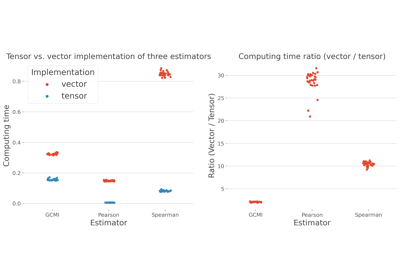 Tensor vs. vector implementation of three estimators
Implementation
vector
tensor
Computing time
0.8
0.6
0.4
0.2
0.0
GCMI
Pearson
Spearman
Estimator
Computing time ratio (vector / tensor)
Ratio (Vector / Tensor)
30
25
20
15
10
5
GCMI
Pearson
Spearman
Estimator